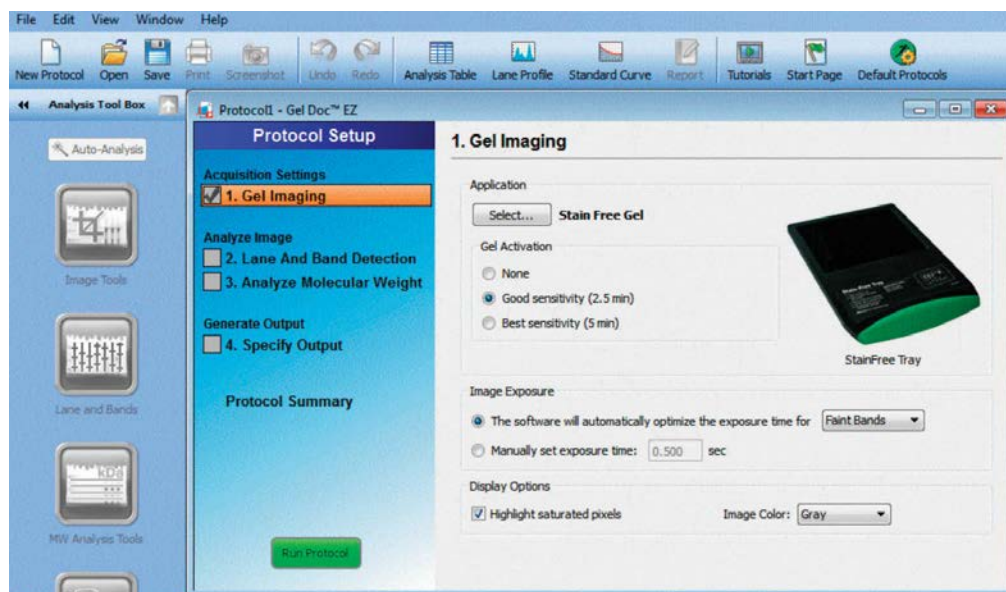 File Edit View Window Help
New Protocol Open Save Print Screenshot Undo Redo Analysis Table Lane Profile Standard Curve Report Tutorials Start Page Default Protocols
Analysis Tool Box
Auto-Analysis
Image Tools
Lane and Bands
kDa
MW Analysis Tools
Protocol1 - Gel Doc™ EZ
Protocol Setup
Acquisition Settings
1. Gel Imaging
Analyze Image
2. Lane And Band Detection
3. Analyze Molecular Weight
Generate Output
4. Specify Output
Protocol Summary
Run Protocol
1. Gel Imaging
Application
Select... Stain Free Gel
Gel Activation
None
Good sensitivity (2.5 min)
Best sensitivity (5 min)
StainFree Tray
Image Exposure
The software will automatically optimize the exposure time for Faint Bands
Manually set exposure time: 0.500 sec
Display Options
Highlight saturated pixels Image Color: Gray